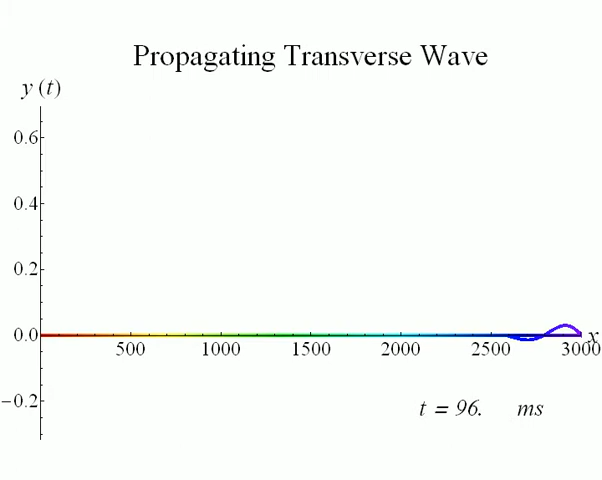 Propagating Transverse Wave
y (t)
0.6
0.4
0.2
0.0
x
500 1000 1500 2000 2500 3000
−0.2
t = 96. ms